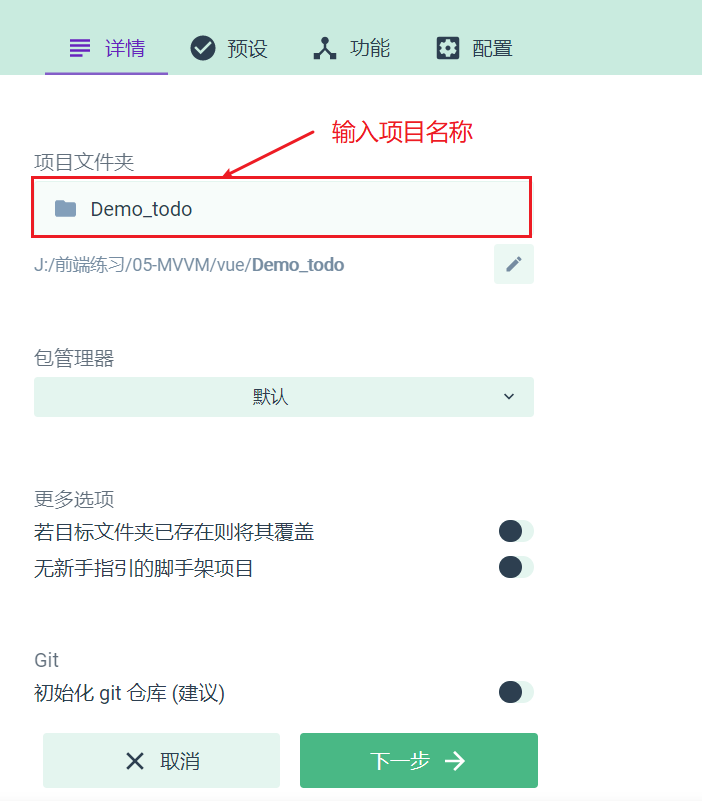 详情 预设 功能 配置
输入项目名称
项目文件夹
Demo_todo
J:/前端练习/05-MVVM/vue/Demo_todo
包管理器
默认
更多选项
若目标文件夹已存在则将其覆盖
无新手指引的脚手架项目
Git
初始化 git 仓库 (建议)
取消 下一步